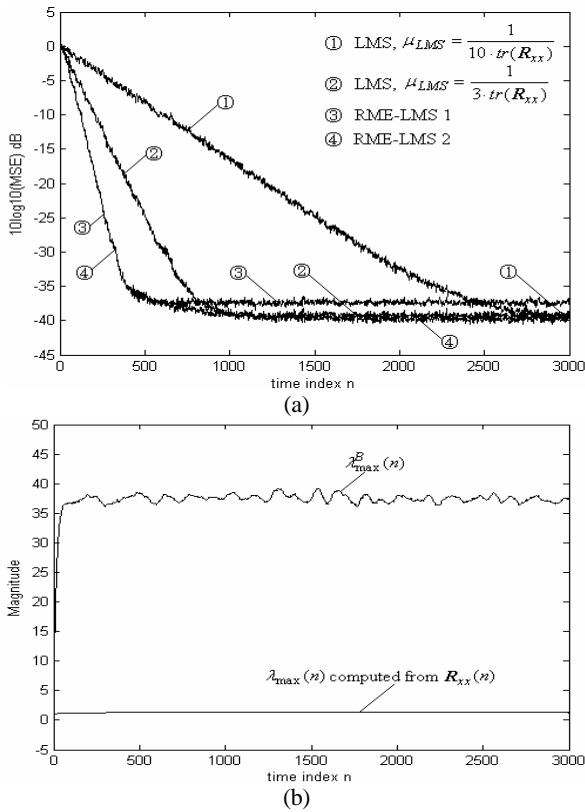 5
0
-5
-10
-15
-20
-25
-30
-35
-40
-45
10log10(MSE) dB
① LMS, μ_LMS = 1 / (10 · tr(R_xx))
② LMS, μ_LMS = 1 / (3 · tr(R_xx))
③ RME-LMS 1
④ RME-LMS 2
①
②
③
④
③
②
①
④
0 500 1000 1500 2000 2500 3000
time index n
(a)
50
45
40
35
30
25
20
15
10
5
0
-5
Magnitude
λ^B_max(n)
λ_max(n) computed from R_xx(n)
0 500 1000 1500 2000 2500 3000
time index n
(b)